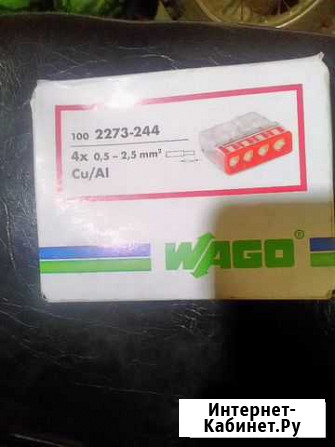 100 2273-244
4x 0,5 – 2,5 mm²
Cu/Al
WAGO
Интернет-
Кабинет.Ру